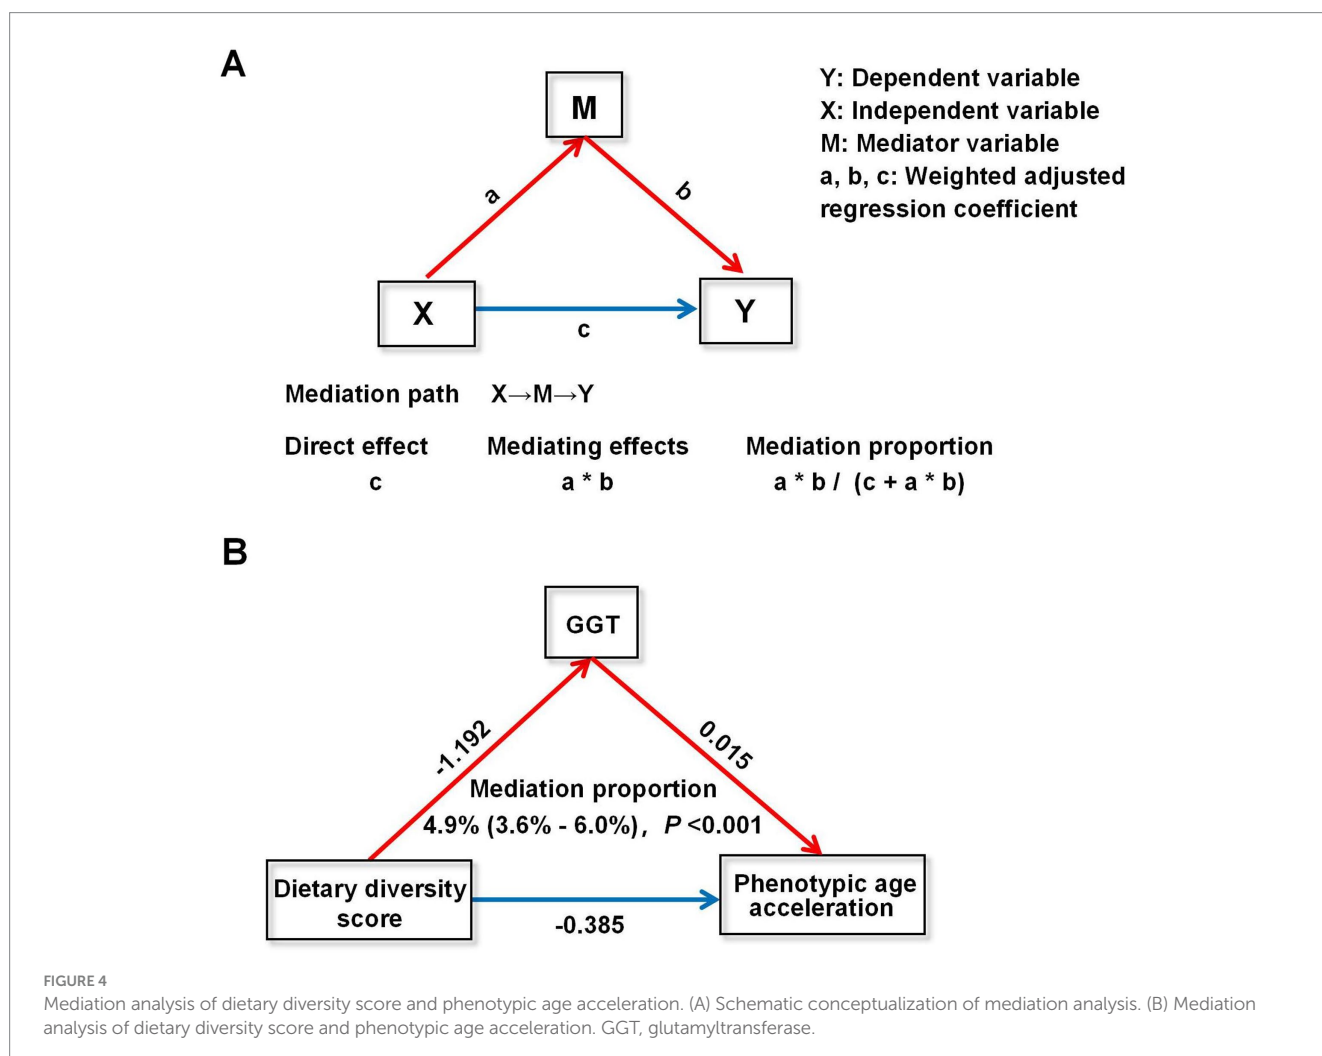 A
M
Y: Dependent variable
X: Independent variable
M: Mediator variable
a, b, c: Weighted adjusted
regression coefficient
a
b
X
Y
c
Mediation path X→M→Y
Direct effect Mediating effects Mediation proportion
c a * b a * b / (c + a * b)
B
GGT
-1.192
0.015
Mediation proportion
4.9% (3.6% - 6.0%), P <0.001
Dietary diversity
score
Phenotypic age
acceleration
-0.385
FIGURE 4
Mediation analysis of dietary diversity score and phenotypic age acceleration. (A) Schematic conceptualization of mediation analysis. (B) Mediation
analysis of dietary diversity score and phenotypic age acceleration. GGT, glutamyltransferase.